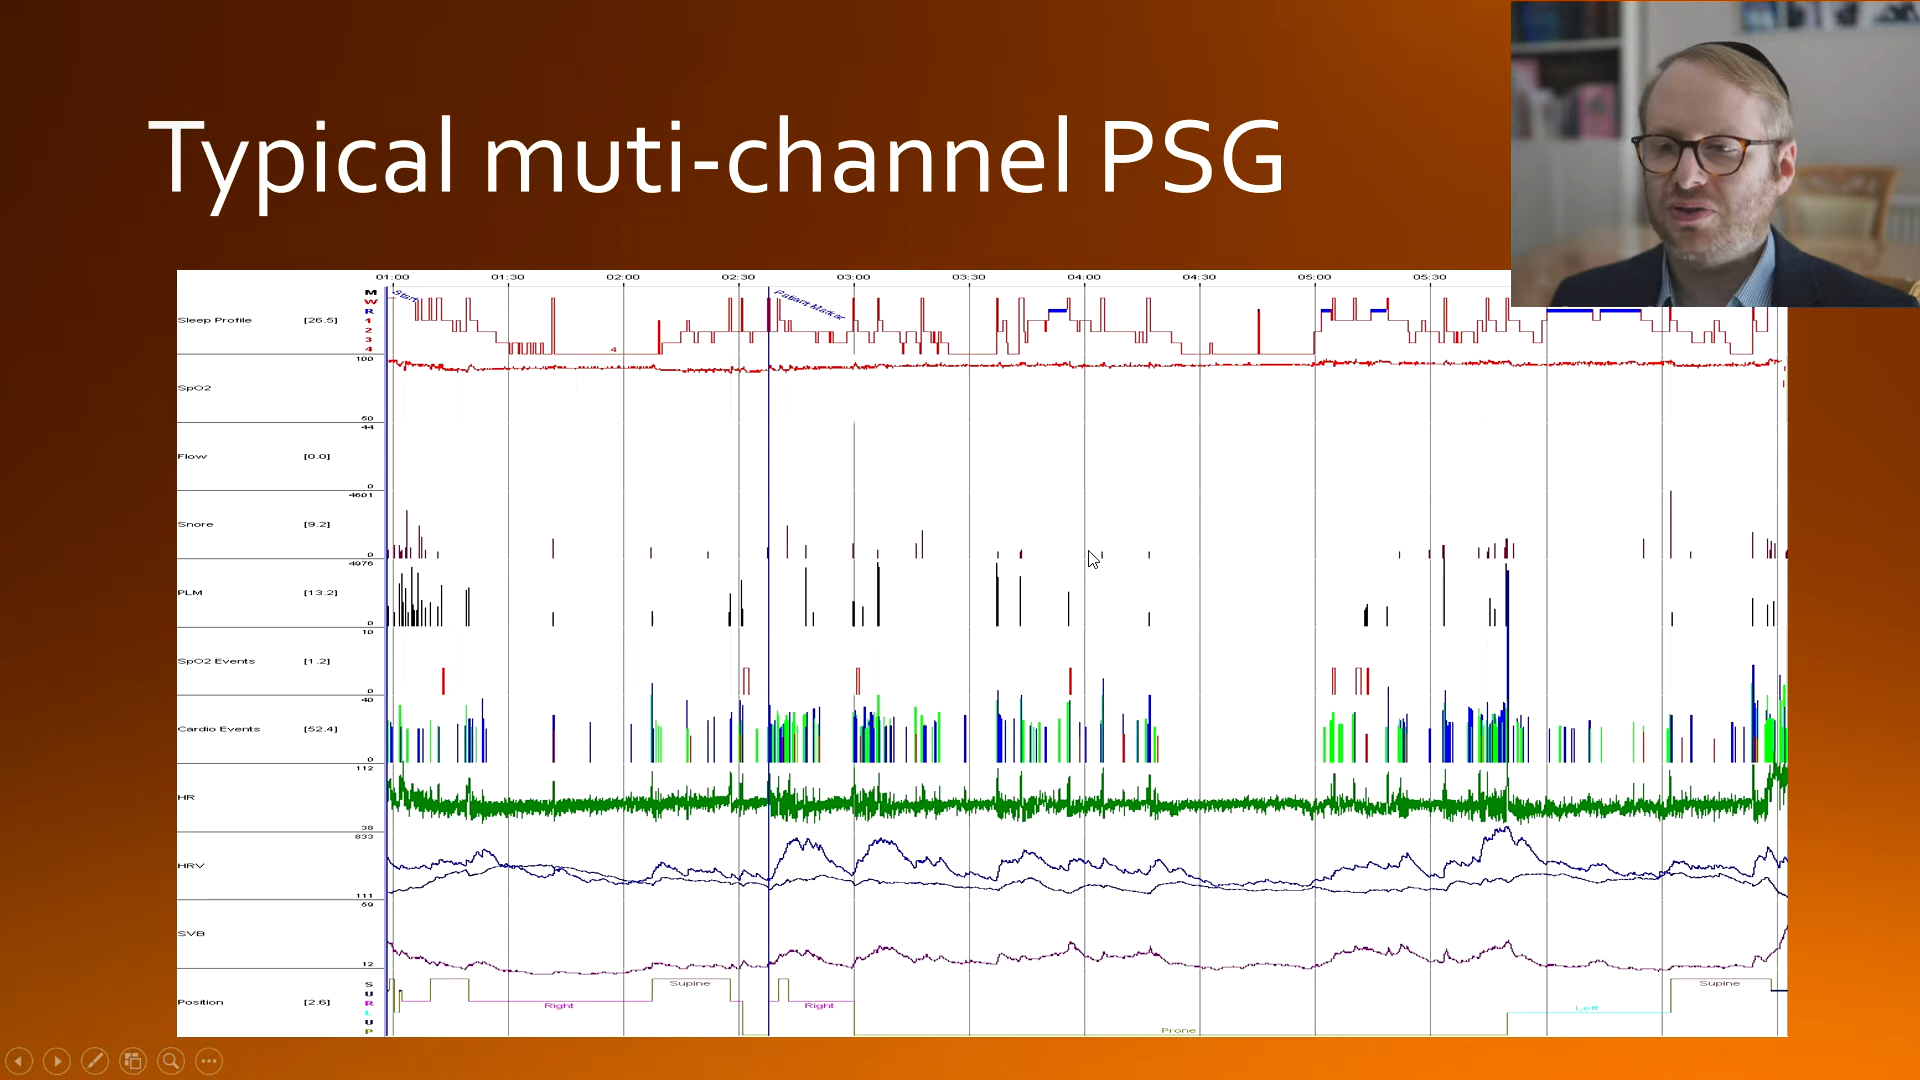 Typical muti-channel PSG
01:00 01:30 02:00 02:30 03:00 03:30 04:00 04:30 05:00 05:30
Start
Patient Marker
Sleep Profile [26.5]
M
W
R
1
2
3
4
4
100
SpO2
50
44
Flow [0.0]
0
4601
Snore [9.2]
0
4976
PLM [13.2]
0
10
SpO2 Events [1.2]
0
40
Cardio Events [52.4]
0
112
HR
38
833
HRV
111
59
SVB
12
S
U
R
L
U
P
Position [2.6]
Supine Supine
Right Right Left
Prone